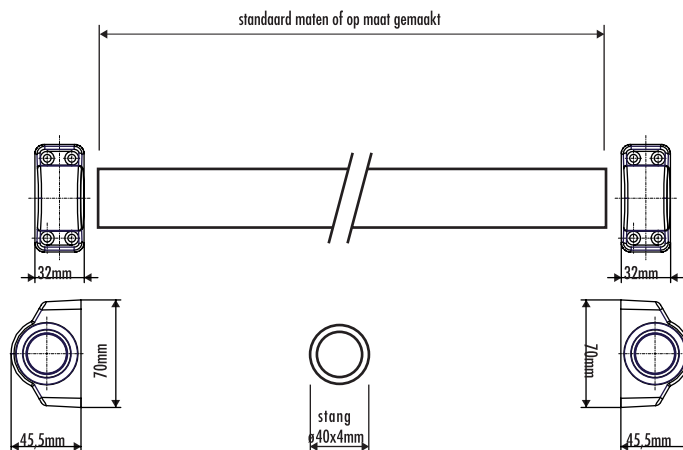 standaard maten of op maat gemaakt
32mm
32mm
70mm
70mm
stang
ø40x4mm
45,5mm
45,5mm